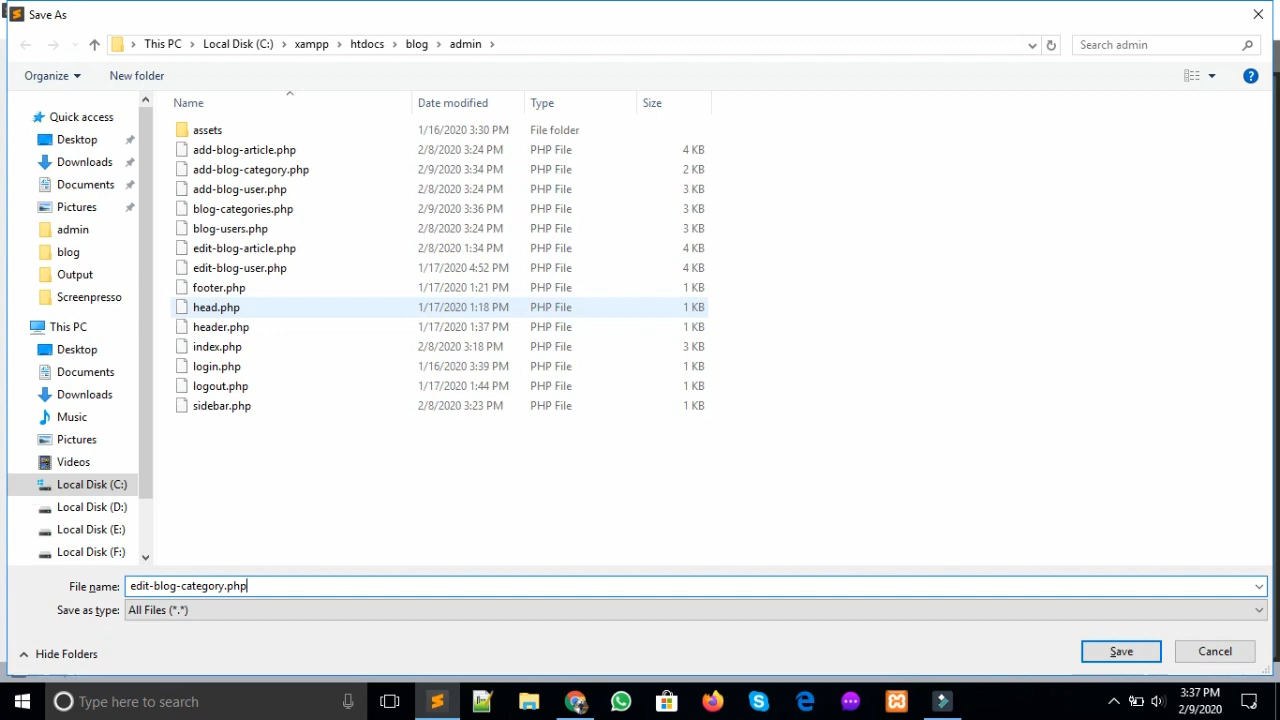 Save As
This PC Local Disk (C:) xampp htdocs blog admin
Search admin
Organize New folder
Name Date modified Type Size
Quick access
Desktop
Downloads
Documents
Pictures
admin
blog
Output
Screenpresso
This PC
Desktop
Documents
Downloads
Music
Pictures
Videos
Local Disk (C:)
Local Disk (D:)
Local Disk (E:)
Local Disk (F:)
assets 1/16/2020 3:30 PM File folder
add-blog-article.php 2/8/2020 3:24 PM PHP File 4 KB
add-blog-category.php 2/9/2020 3:34 PM PHP File 2 KB
add-blog-user.php 2/8/2020 3:24 PM PHP File 3 KB
blog-categories.php 2/9/2020 3:36 PM PHP File 3 KB
blog-users.php 2/8/2020 3:24 PM PHP File 3 KB
edit-blog-article.php 2/8/2020 1:34 PM PHP File 4 KB
edit-blog-user.php 1/17/2020 4:52 PM PHP File 4 KB
footer.php 1/17/2020 1:21 PM PHP File 1 KB
head.php 1/17/2020 1:18 PM PHP File 1 KB
header.php 1/17/2020 1:37 PM PHP File 1 KB
index.php 2/8/2020 3:18 PM PHP File 3 KB
login.php 1/16/2020 3:39 PM PHP File 1 KB
logout.php 1/17/2020 1:44 PM PHP File 1 KB
sidebar.php 2/8/2020 3:23 PM PHP File 1 KB
File name: edit-blog-category.php
Save as type: All Files (*.*)
Hide Folders
Save Cancel
Type here to search
3:37 PM
2/9/2020